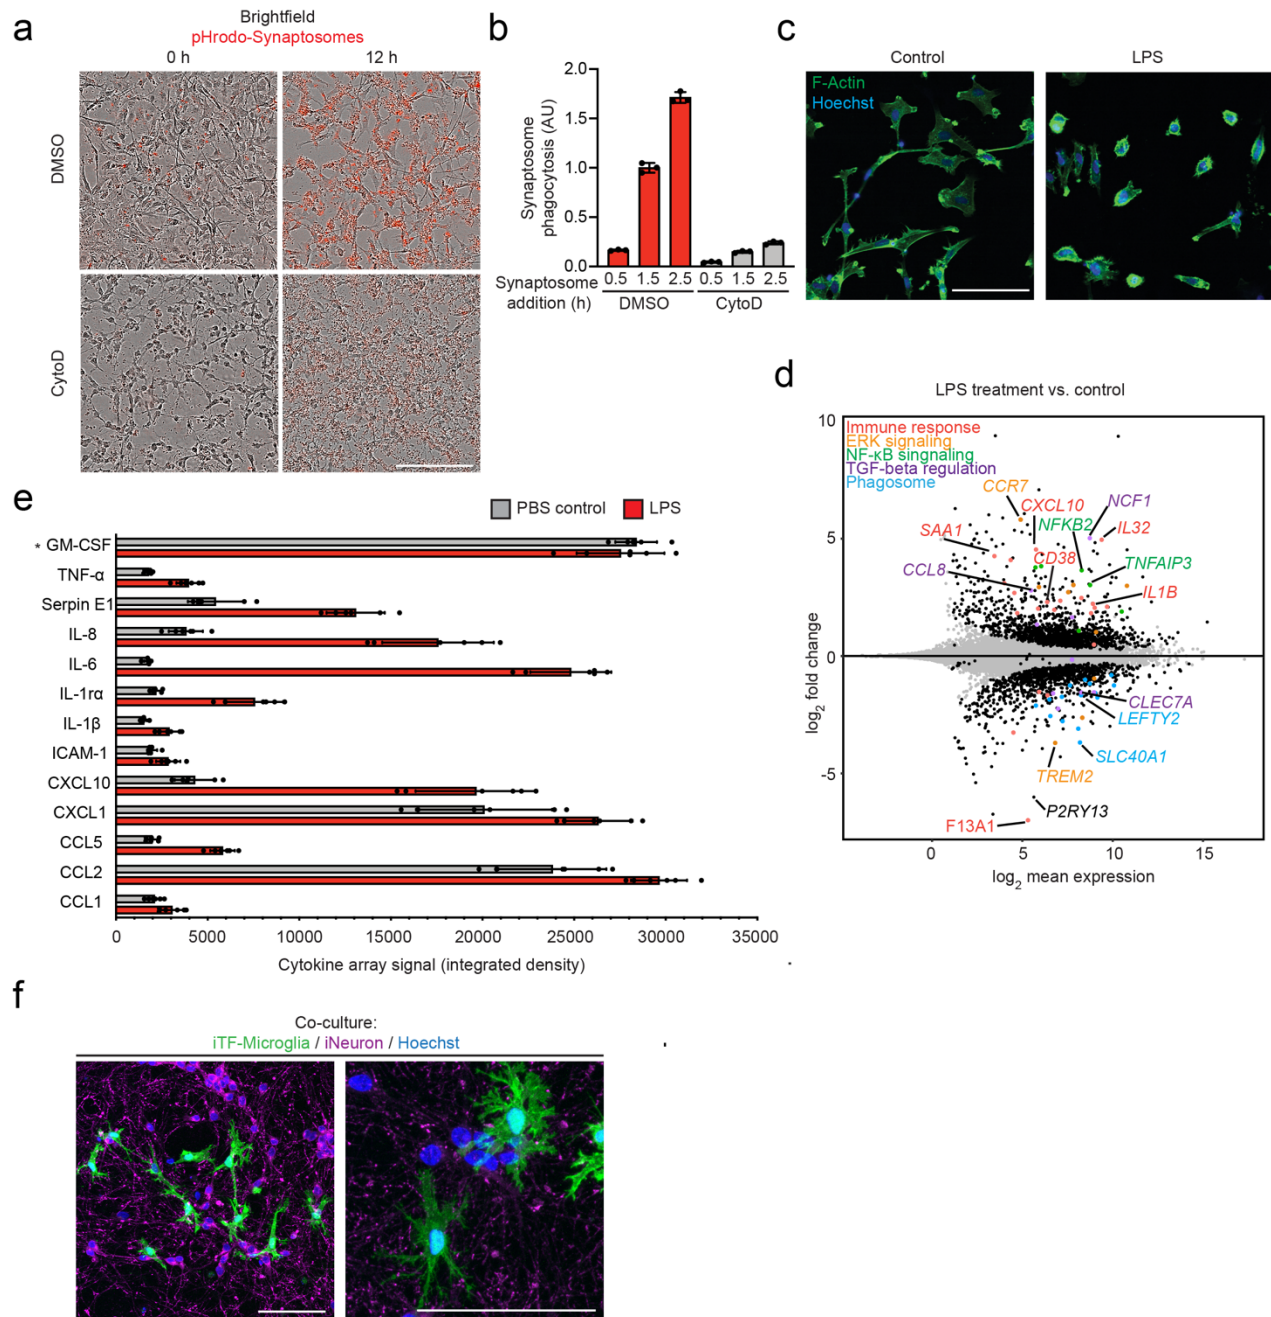 a
Brightfield
pHrodo-Synaptosomes
0 h
12 h
DMSO
CytoD
b
Synaptosome phagocytosis (AU)
2.0
1.5
1.0
0.5
0.0
0.5 1.5 2.5 0.5 1.5 2.5
Synaptosome addition (h)
DMSO
CytoD
c
Control
LPS
F-Actin
Hoechst
d
LPS treatment vs. control
Immune response
ERK signaling
NF-κB singnaling
TGF-beta regulation
Phagosome
CCR7
CXCL10
NCF1
NFKB2
IL32
SAA1
CD38
TNFAIP3
CCL8
IL1B
CLEC7A
LEFTY2
SLC40A1
TREM2
P2RY13
F13A1
10
5
0
-5
log2 fold change
0 5 10 15
log2 mean expression
e
PBS control
LPS
* GM-CSF
TNF-α
Serpin E1
IL-8
IL-6
IL-1rα
IL-1β
ICAM-1
CXCL10
CXCL1
CCL5
CCL2
CCL1
0 5000 10000 15000 20000 25000 30000 35000
Cytokine array signal (integrated density)
f
Co-culture:
iTF-Microglia / iNeuron / Hoechst